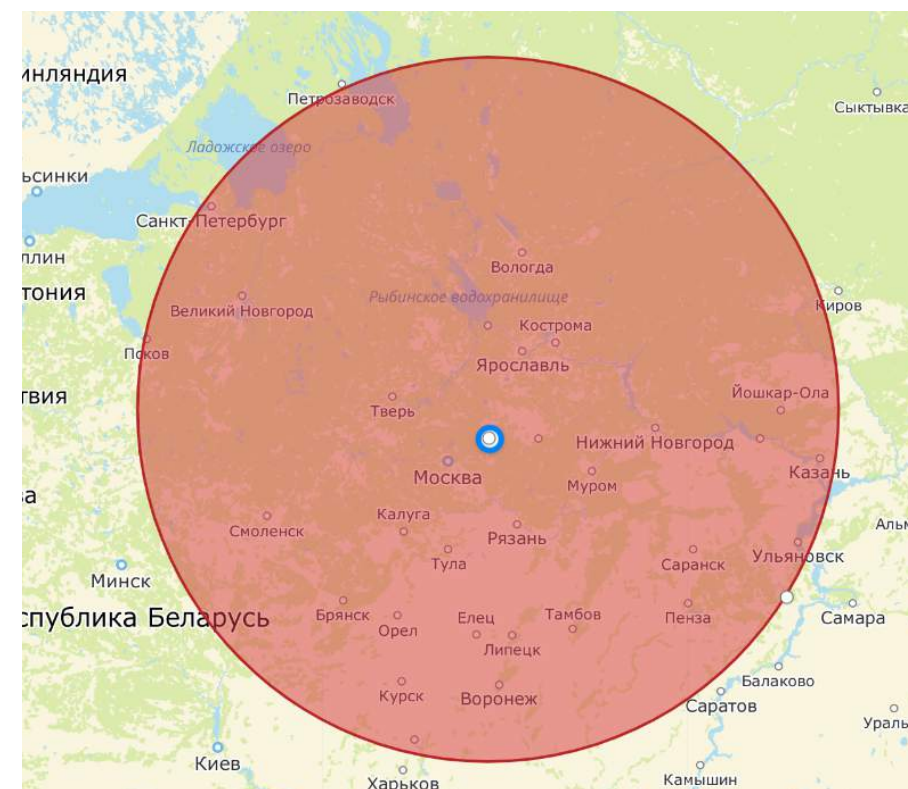 инляндия
Петрозаводск
Сыктывка
Ладожское озеро
ьсинки
Санкт-Петербург
ллин
Вологда
тония
Рыбинское водохранилище
Киров
Великий Новгород
Кострома
Псков
Ярославль
твия
Йошкар-Ола
Тверь
Нижний Новгород
Москва
Казань
Муром
ва
Калуга
Смоленск
Рязань
Альм
Тула
Ульяновск
Саранск
Минск
спублика Беларусь
Брянск
Елец
Тамбов
Пенза
Самара
Орел
Липецк
Балаково
Курск
Воронеж
Саратов
Ураль
Киев
Харьков
Камышин